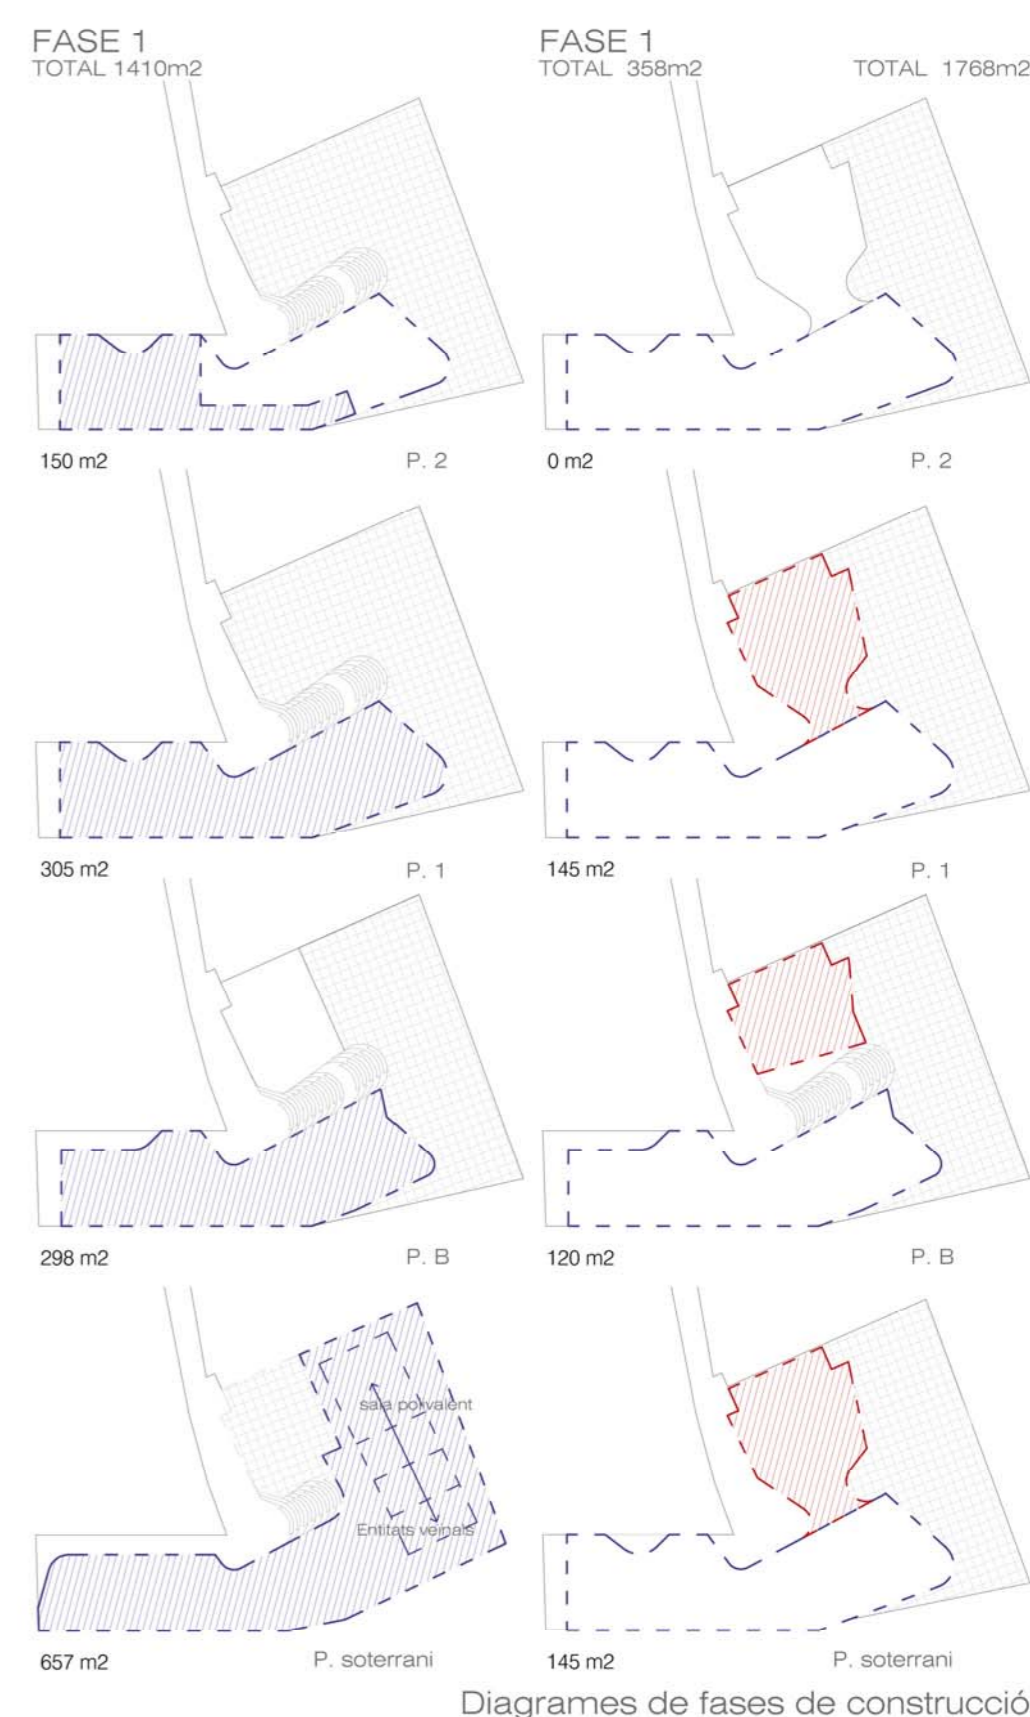 FASE 1
TOTAL 1410m2
FASE 1
TOTAL 358m2 TOTAL 1768m2
150 m2 P. 2
0 m2 P. 2
305 m2 P. 1
145 m2 P. 1
298 m2 P. B
120 m2 P. B
sala polivalent
Entitats veïnals
657 m2 P. soterrani
145 m2 P. soterrani
Diagrames de fases de construcció